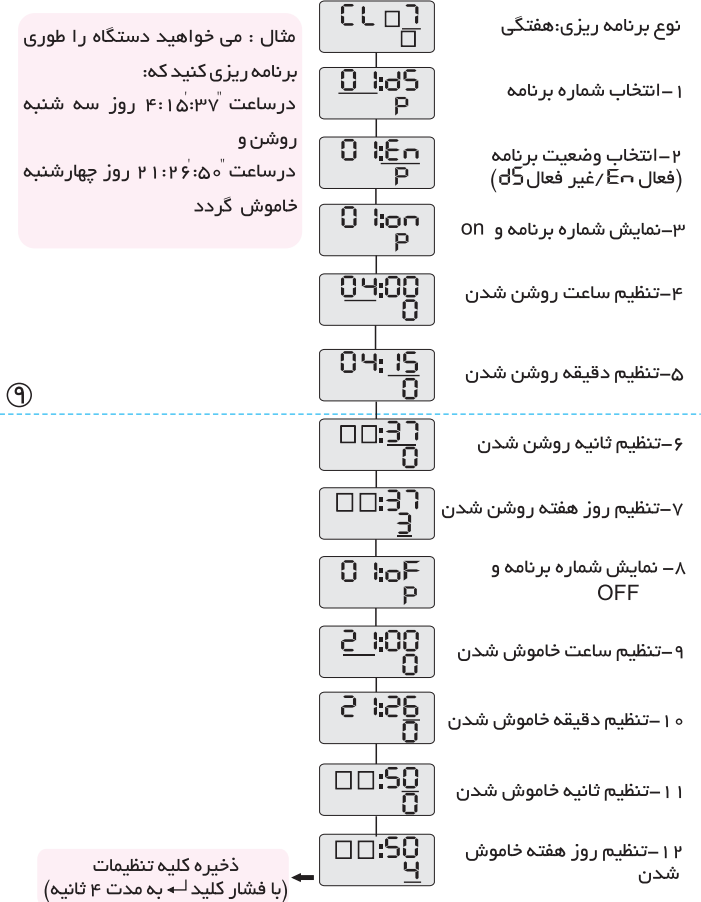 نوع برنامه ریزی:هفتگی
CL □7
□
مثال : می خواهید دستگاه را طوری
برنامه ریزی کنید که:
درساعت ۴:۱۵':۳۷" روز سه شنبه
روشن و
درساعت ۲۱:۲۶':۵۰" روز چهارشنبه
خاموش گردد
۱-انتخاب شماره برنامه
01:dS
P
۲-انتخاب وضعیت برنامه
(فعال En/غیر فعال dS)
01:En
P
۳-نمایش شماره برنامه و on
01:on
P
۴-تنظیم ساعت روشن شدن
04:00
0
۵-تنظیم دقیقه روشن شدن
04:15
0
۹
۶-تنظیم ثانیه روشن شدن
□□:37
0
۷-تنظیم روز هفته روشن شدن
□□:37
3
۸- نمایش شماره برنامه و
OFF
01:oF
P
۹-تنظیم ساعت خاموش شدن
21:00
0
۱۰-تنظیم دقیقه خاموش شدن
21:26
0
۱۱-تنظیم ثانیه خاموش شدن
□□:50
0
۱۲-تنظیم روز هفته خاموش
شدن
□□:50
4
ذخیره کلیه تنظیمات
(با فشار کلید ↵ به مدت ۴ ثانیه)